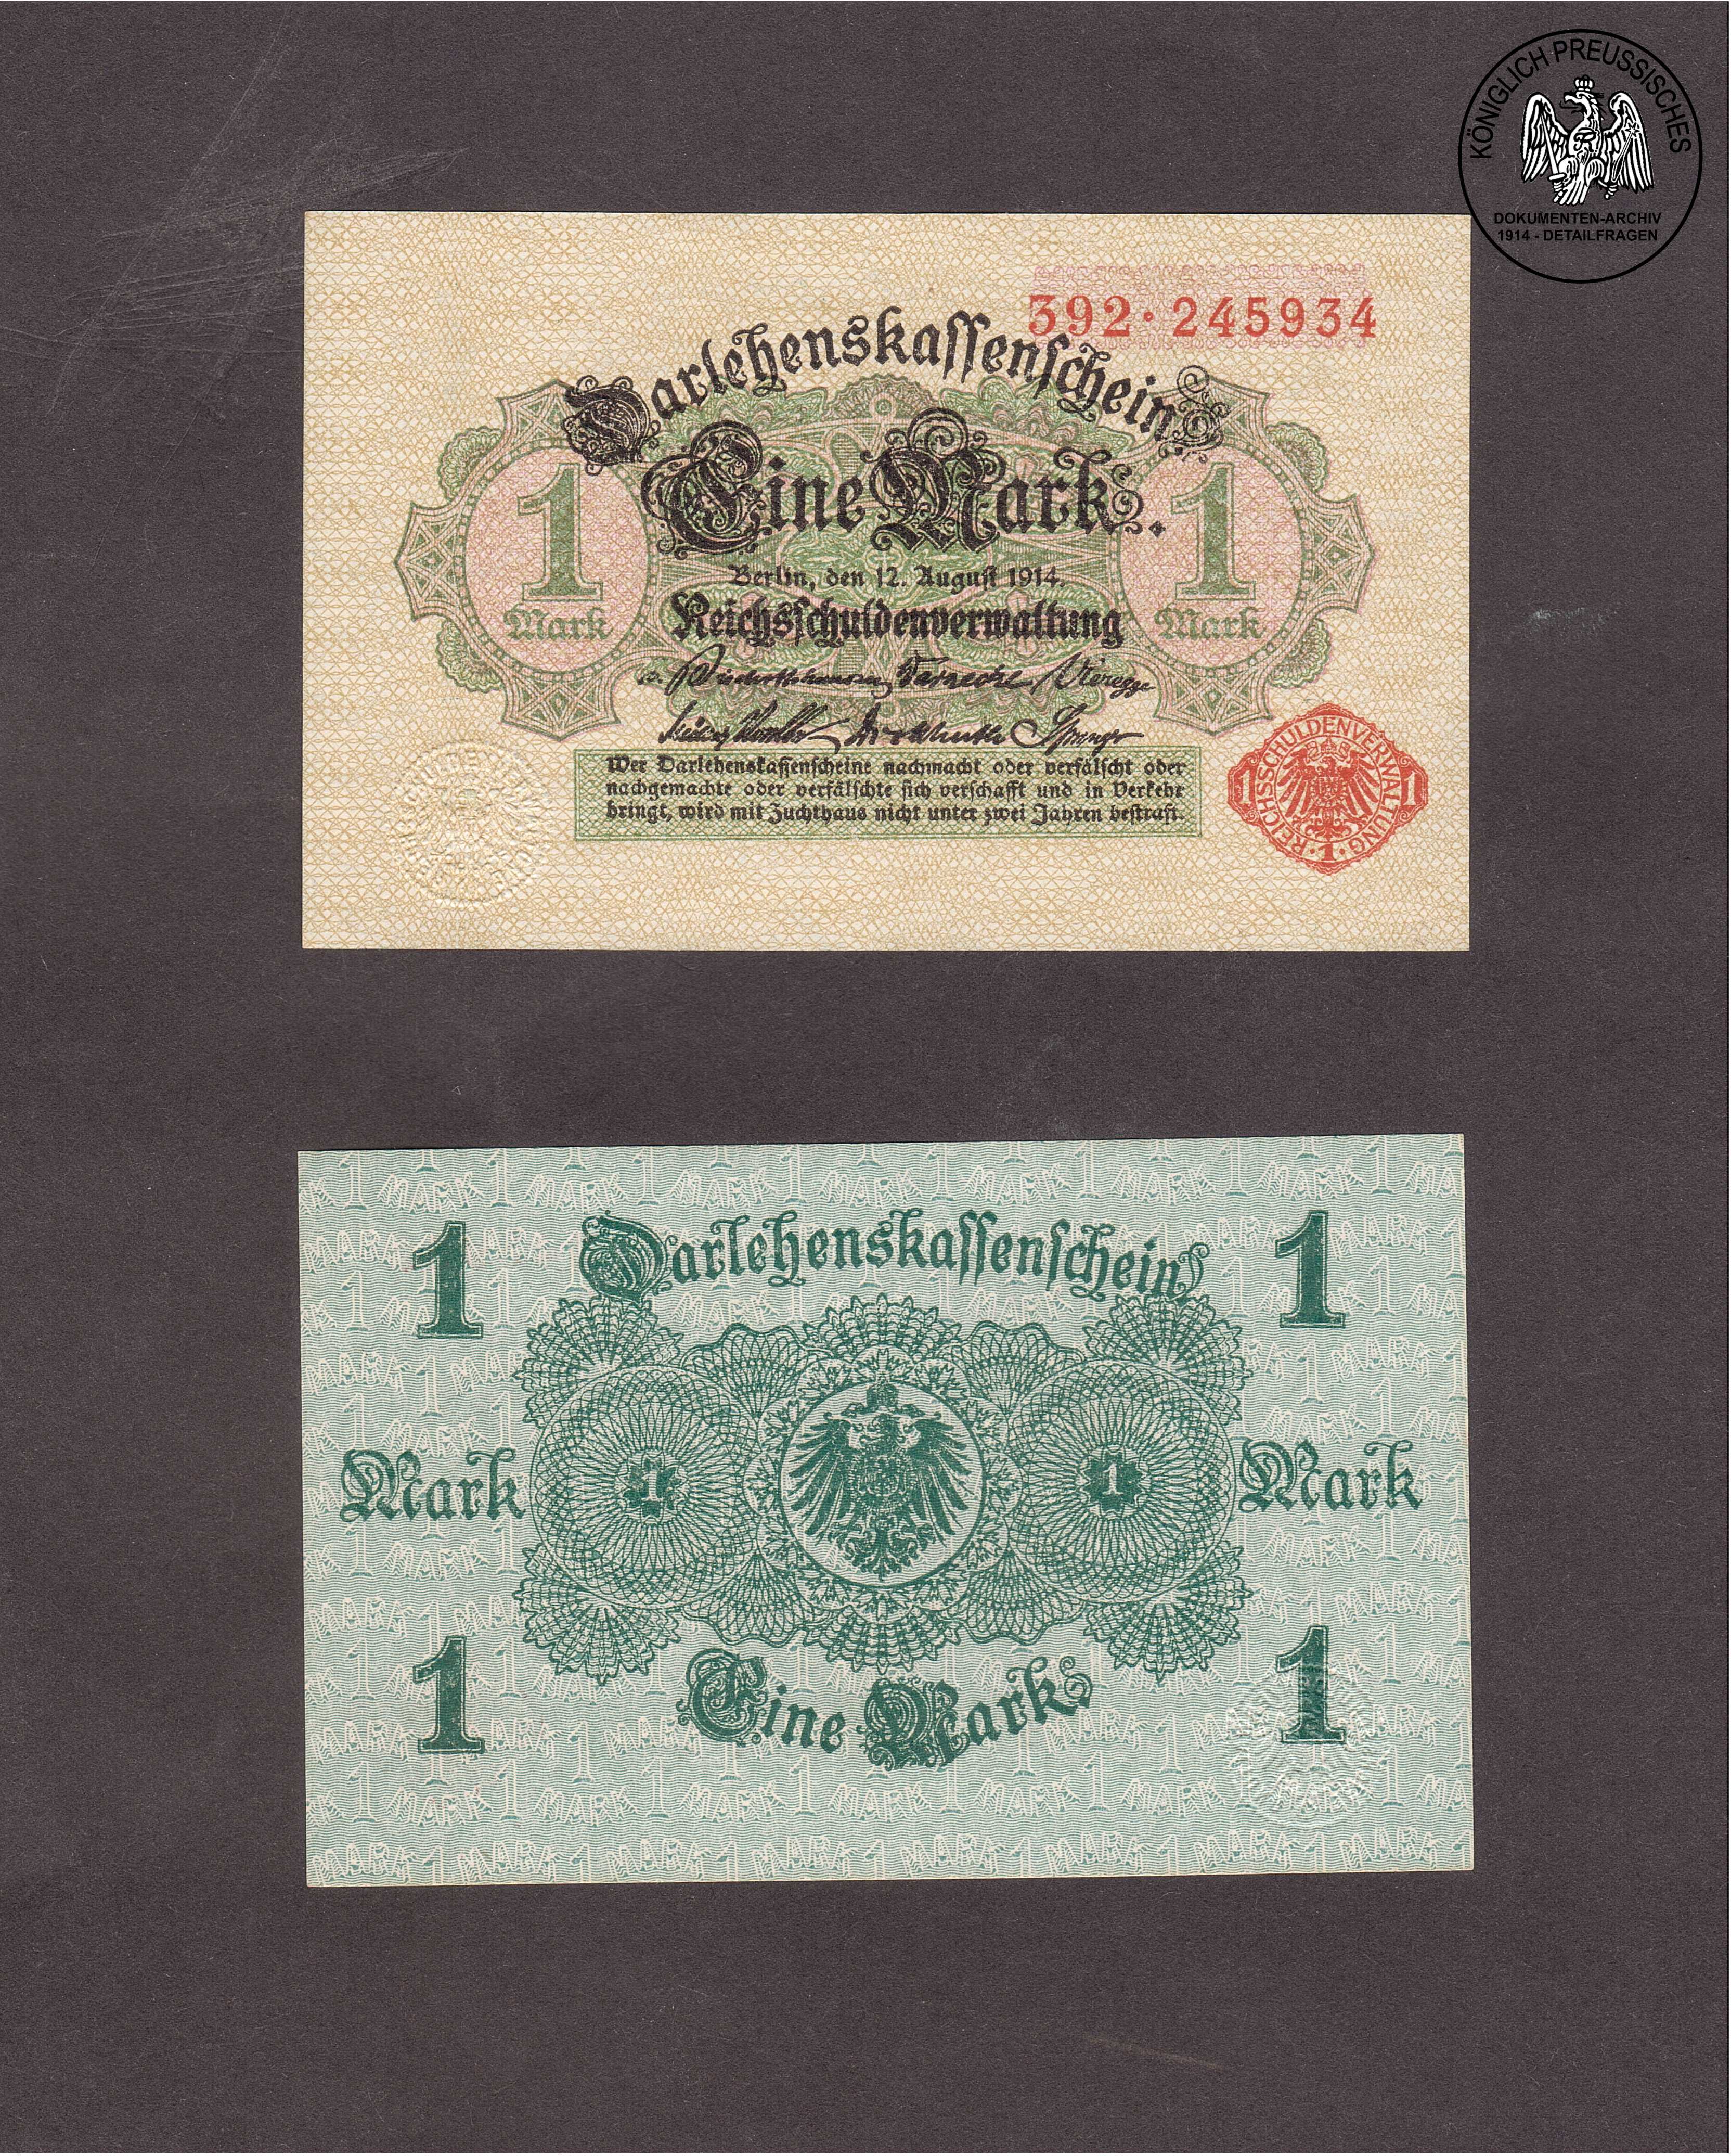 KÖNIGLICH PREUSSISCHES
DOKUMENTEN-ARCHIV
1914 - DETAILFRAGEN
392·245934
Darlehenskassenschein
Eine Mark.
1
Mark
1
Mark
Berlin, den 12. August 1914.
Reichsschuldenverwaltung
Warnecke Vieregge
Springer
Wer Darlehenskassenscheine nachmacht oder verfälscht oder
nachgemachte oder verfälschte sich verschafft und in Verkehr
bringt, wird mit Zuchthaus nicht unter zwei Jahren bestraft.
REICHSSCHULDENVERWALTUNG
1 1
·1·
1
Darlehenskassenschein
1
Mark
1
1
Mark
1
Eine Mark
1